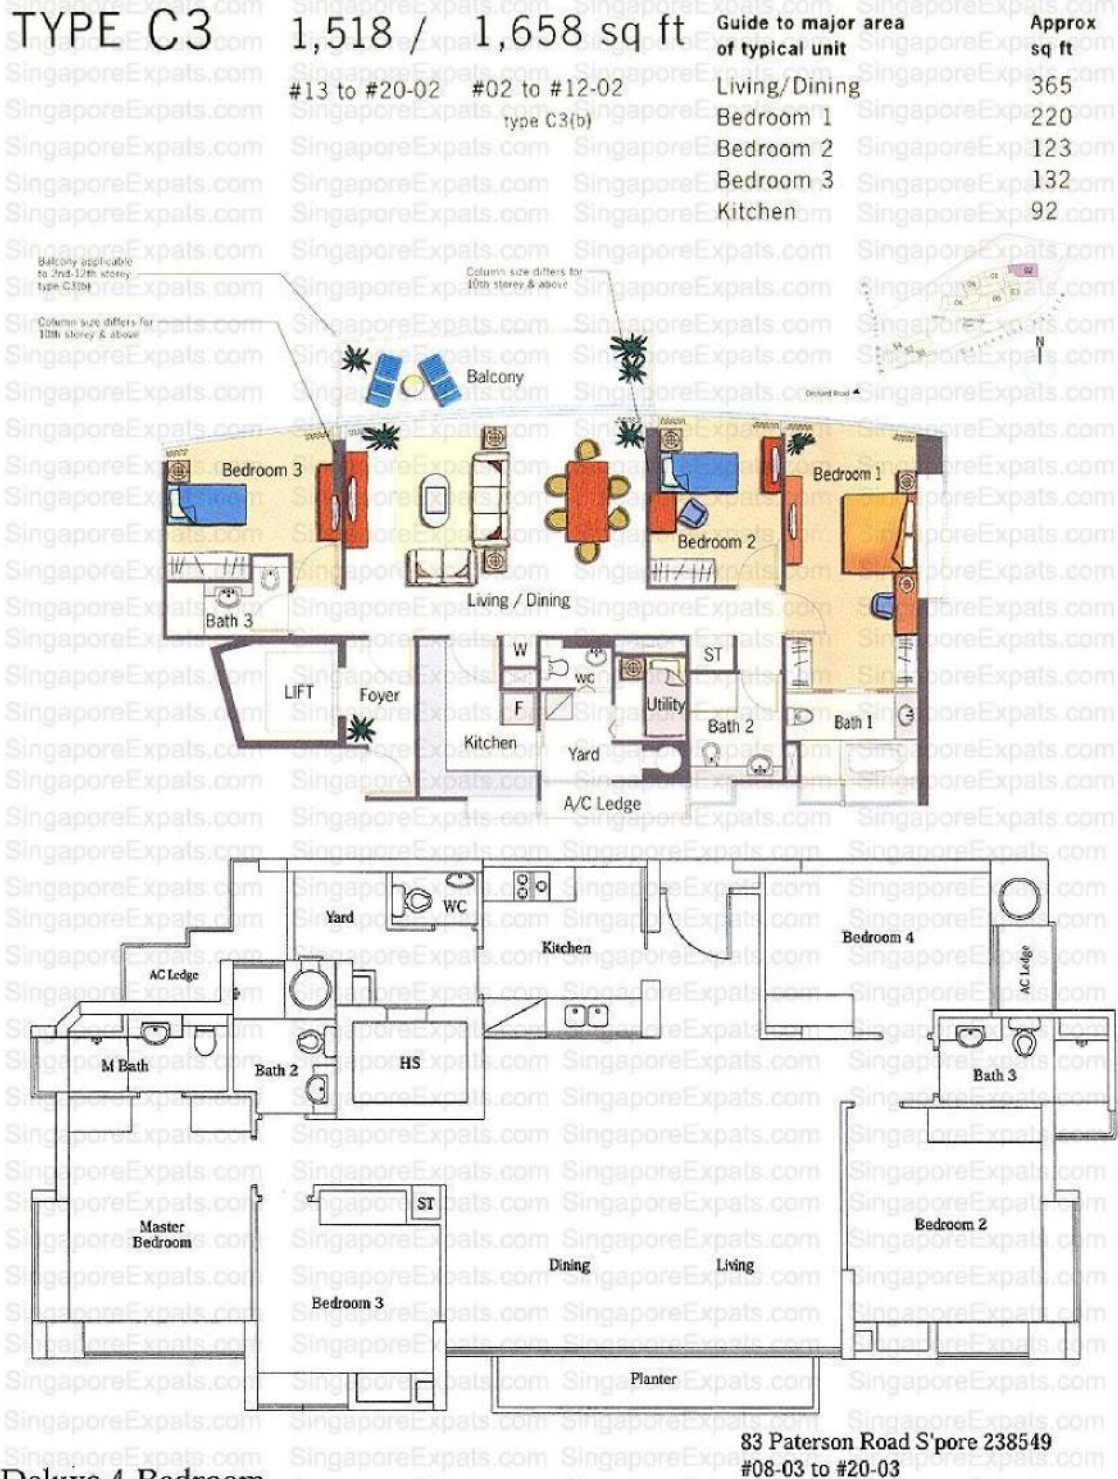 TYPE C3
1,518 / 1,658 sq ft
#13 to #20-02 #02 to #12-02
type C3(b)
Guide to major area Approx
of typical unit sq ft
Living/Dining 365
Bedroom 1 220
Bedroom 2 123
Bedroom 3 132
Kitchen 92
Balcony applicable
to 2nd-12th storey
type C3(b)
Column size differs for
10th storey & above
Column size differs for
10th storey & above
N
Orchard Road
Balcony
Bedroom 3
Bedroom 1
Bedroom 2
Living / Dining
Bath 3
W
WC
ST
LIFT
Foyer
F
Utility
Kitchen
Yard
Bath 2
Bath 1
A/C Ledge
Yard
WC
Kitchen
Bedroom 4
AC Ledge
AC Ledge
M Bath
Bath 2
HS
Bath 3
ST
Master
Bedroom
Bedroom 3
Dining
Living
Bedroom 2
Planter
83 Paterson Road S'pore 238549
#08-03 to #20-03
Deluxe 4 Bedroom
SingaporeExpats.com